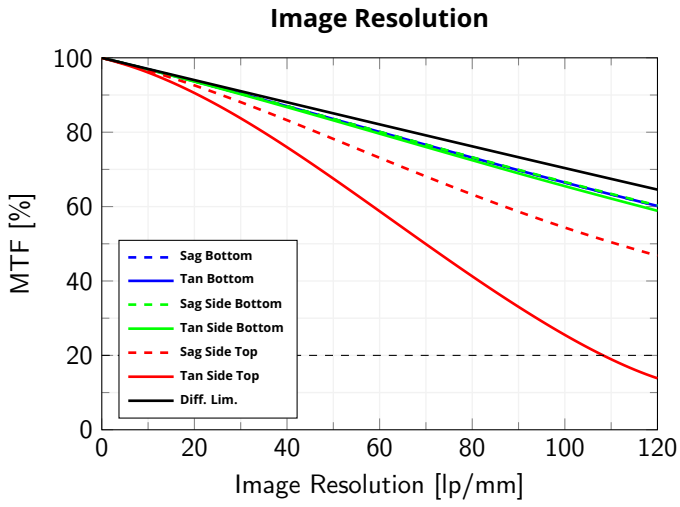 Image Resolution
100
80
60
40
20
0
MTF [%]
Sag Bottom
Tan Bottom
Sag Side Bottom
Tan Side Bottom
Sag Side Top
Tan Side Top
Diff. Lim.
0 20 40 60 80 100 120
Image Resolution [lp/mm]